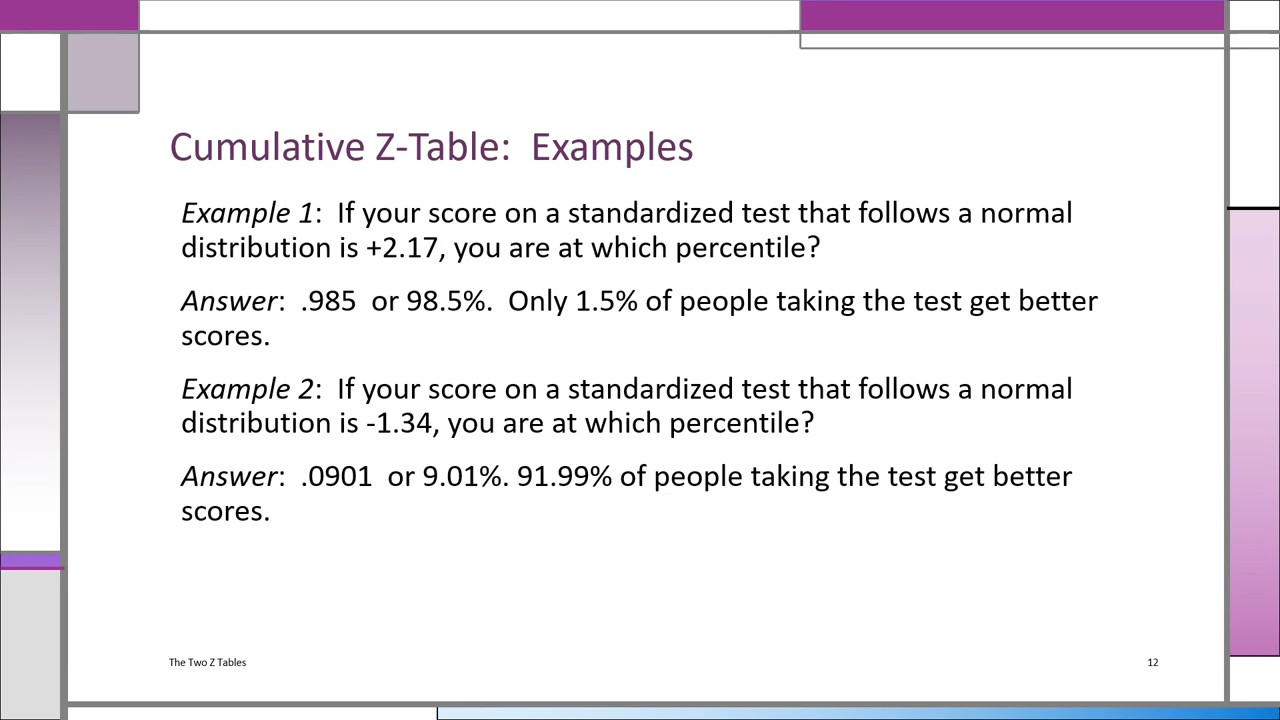 Cumulative Z-Table:  Examples
Example 1:  If your score on a standardized test that follows a normal
distribution is +2.17, you are at which percentile?
Answer:  .985  or 98.5%.  Only 1.5% of people taking the test get better
scores.
Example 2:  If your score on a standardized test that follows a normal
distribution is -1.34, you are at which percentile?
Answer:  .0901  or 9.01%. 91.99% of people taking the test get better
scores.
The Two Z Tables
12